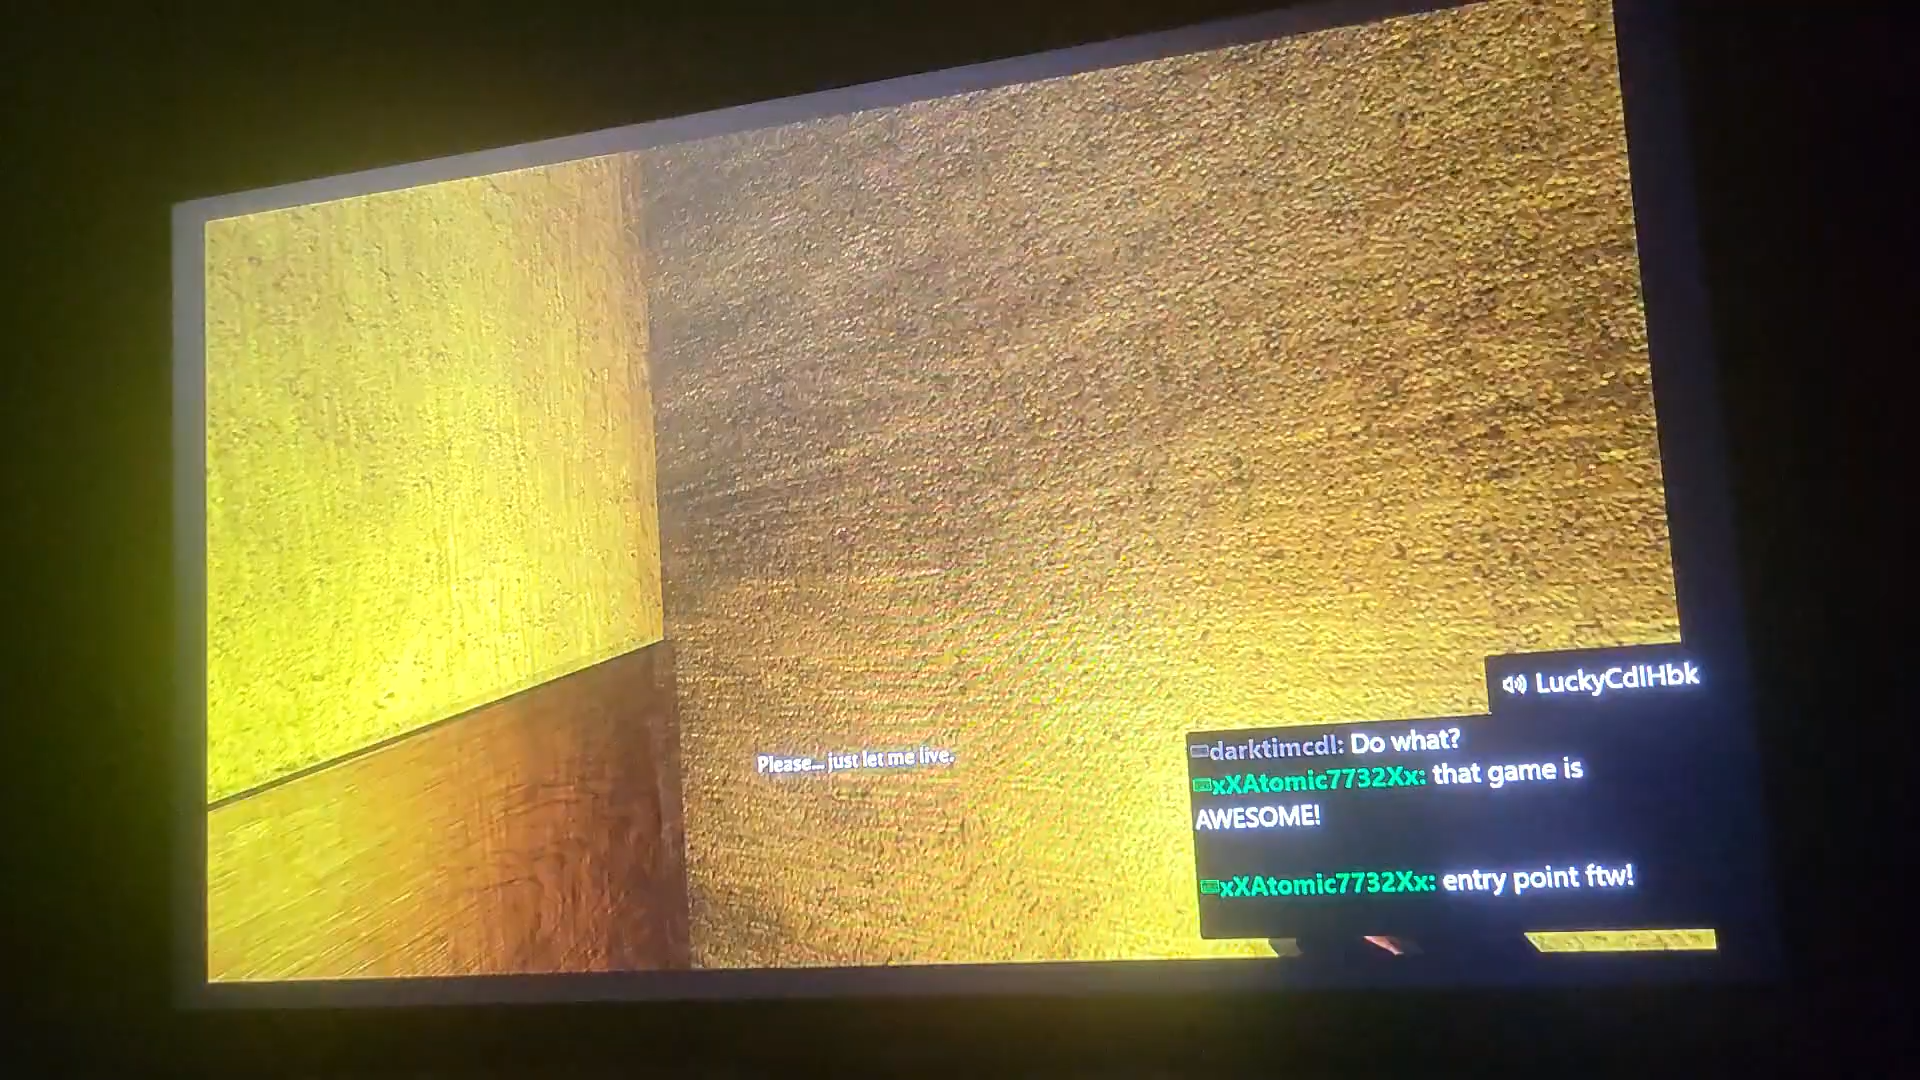 Please... just let me live.
LuckyCdlHbk
darktimcdl: Do what?
xXAtomic7732Xx: that game is
AWESOME!
xXAtomic7732Xx: entry point ftw!